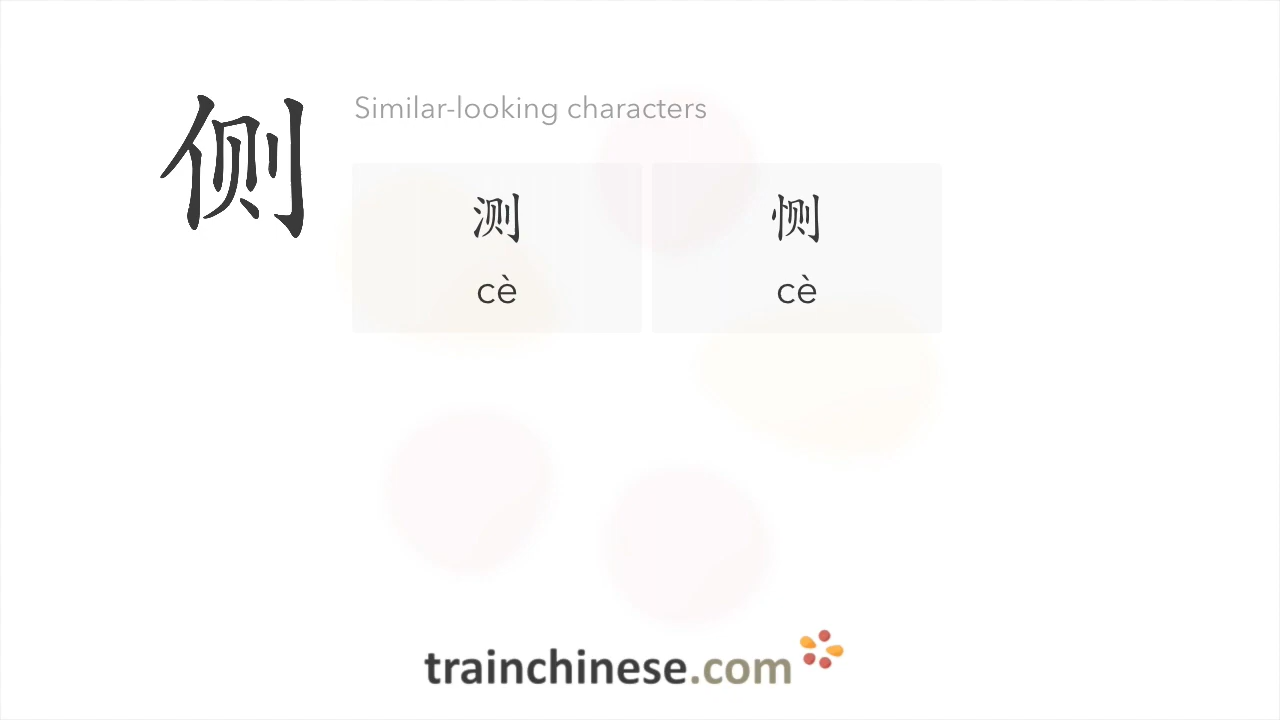 侧
Similar-looking characters
测 恻
cè cè
trainchinese.com